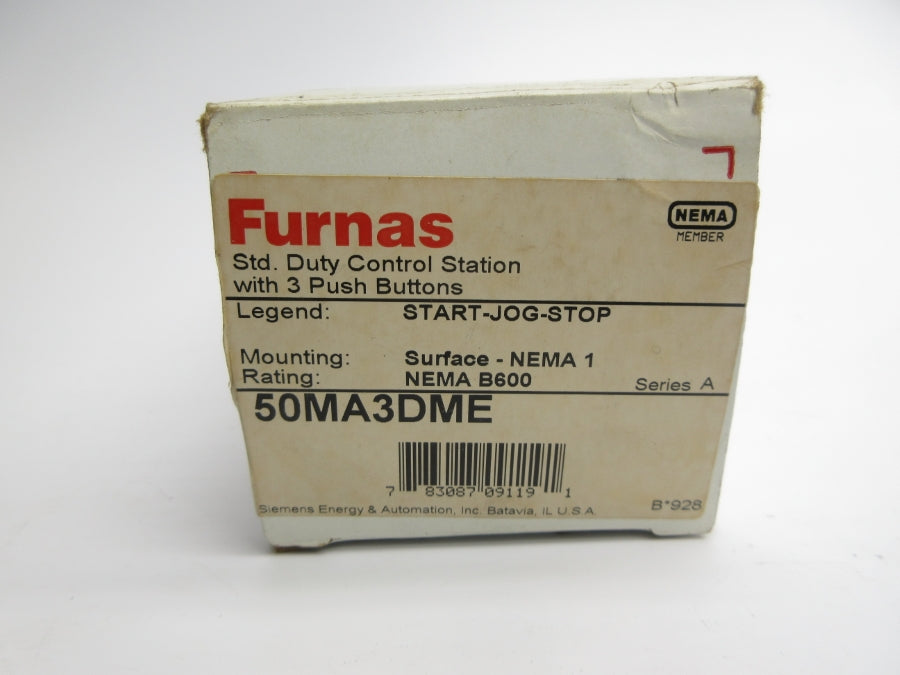 Furnas
NEMA
MEMBER
Std. Duty Control Station
with 3 Push Buttons
Legend: START-JOG-STOP
Mounting: Surface - NEMA 1
Rating: NEMA B600
Series A
50MA3DME
7 83087 09119 1
Siemens Energy & Automation, Inc. Batavia, IL U.S.A.
B*928